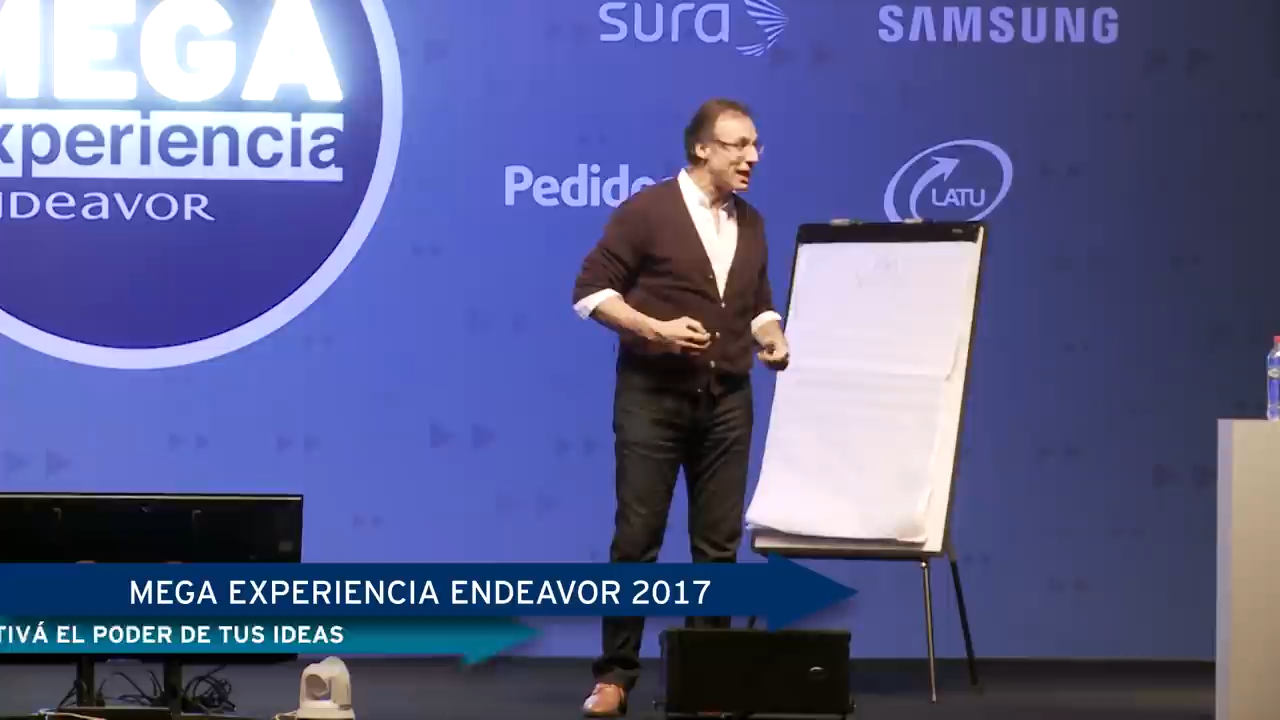 MEGA
xperiencia
NDEAVOR
sura
SAMSUNG
Pedido
LATU
MEGA EXPERIENCIA ENDEAVOR 2017
TIVÁ EL PODER DE TUS IDEAS